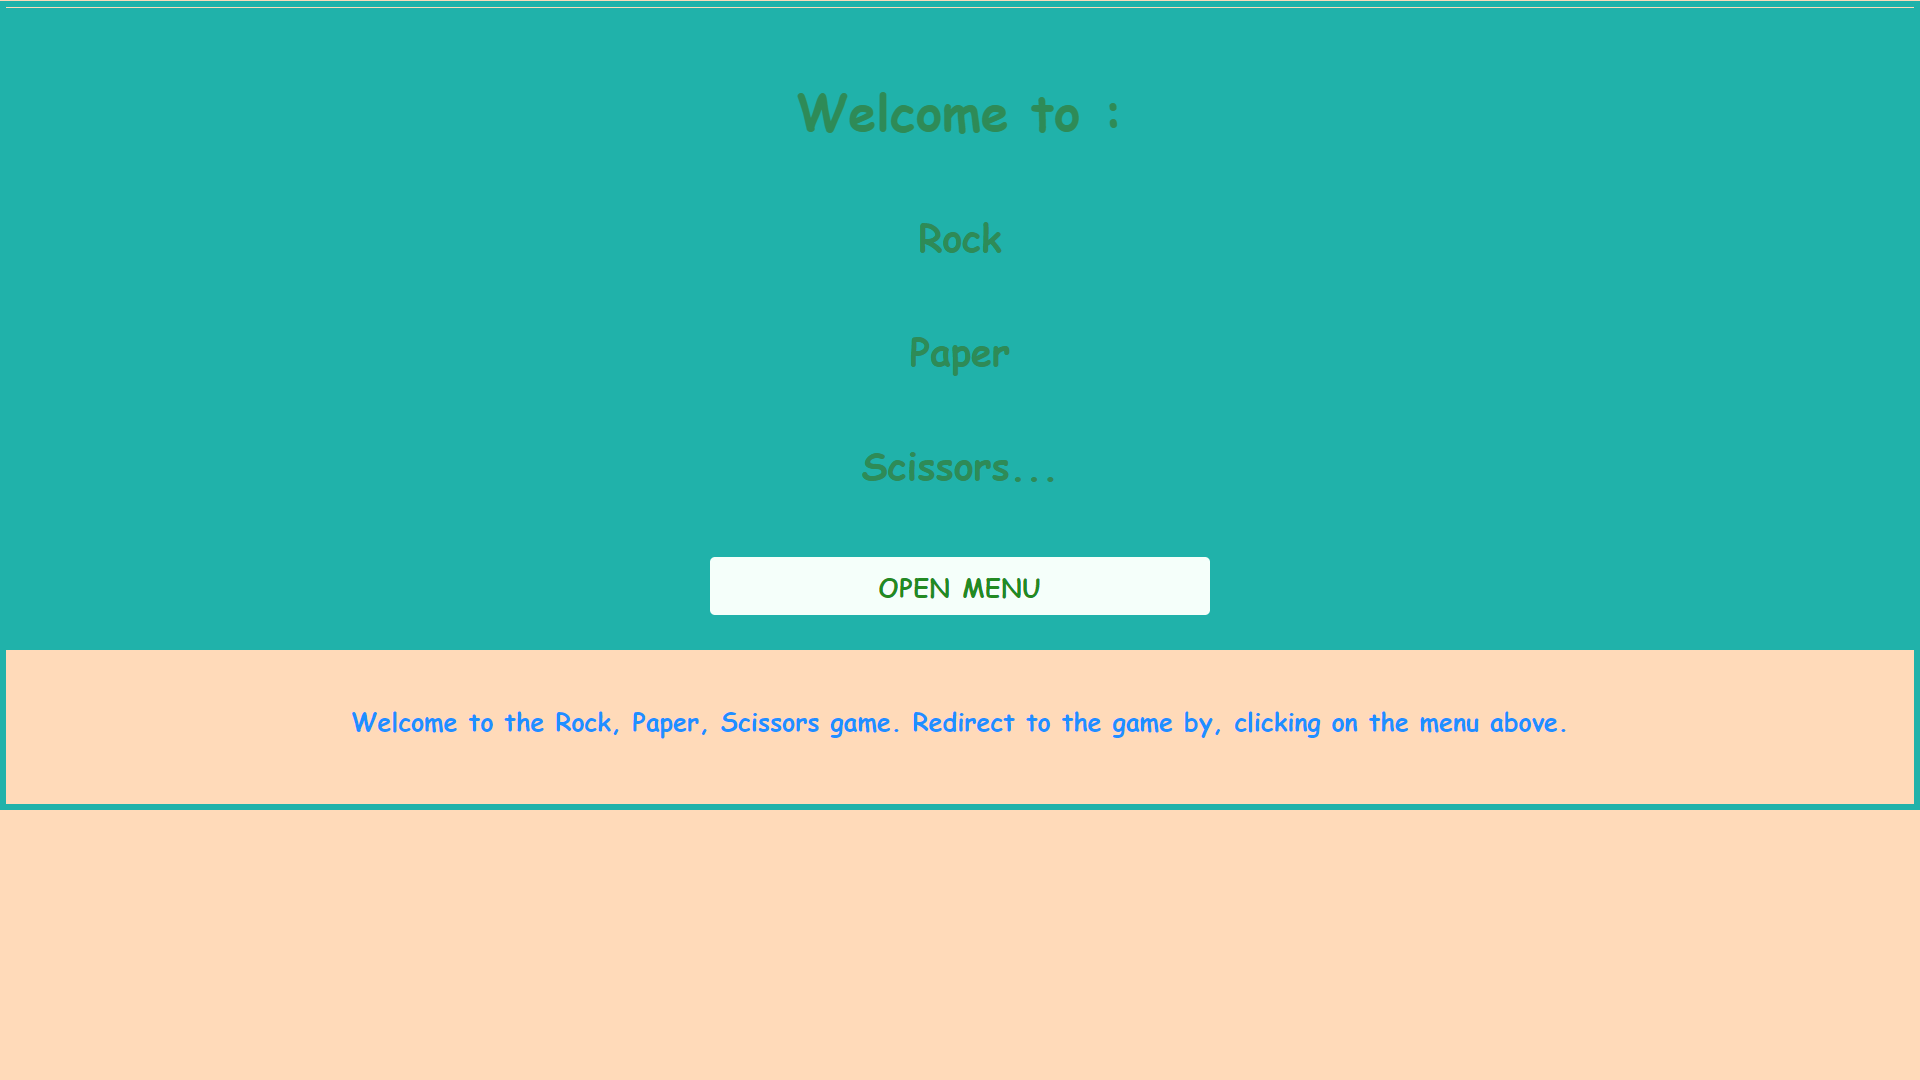 Welcome to :
Rock
Paper
Scissors...
OPEN MENU
Welcome to the Rock, Paper, Scissors game. Redirect to the game by, clicking on the menu above.